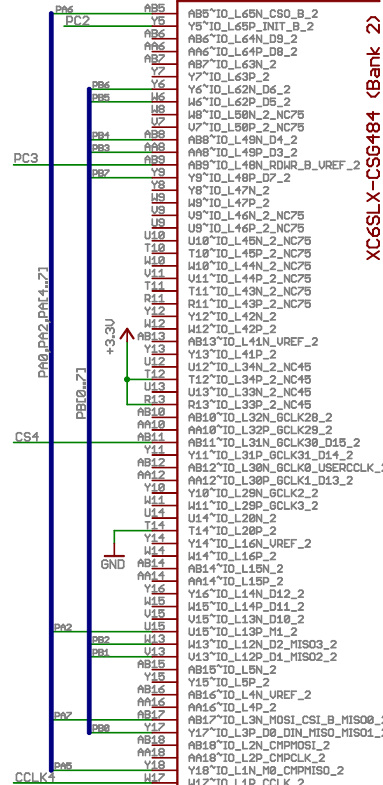 XC6SLX-CSG484 (Bank 2)
PA6 AB5 AB5~IO_L65N_CSO_B_2
PC2 Y5 Y5~IO_L65P_INIT_B_2
AB6 AB6~IO_L64N_D9_2
AA6 AA6~IO_L64P_D8_2
AB7 AB7~IO_L63N_2
Y7 Y7~IO_L63P_2
PB6 Y6 Y6~IO_L62N_D6_2
PB5 W6 W6~IO_L62P_D5_2
W8 W8~IO_L50N_2_NC75
V7 V7~IO_L50P_2_NC75
PB4 AB8 AB8~IO_L49N_D4_2
PB3 AA8 AA8~IO_L49P_D3_2
PC3 AB9 AB9~IO_L48N_RDWR_B_VREF_2
PB7 Y9 Y9~IO_L48P_D7_2
Y8 Y8~IO_L47N_2
W9 W9~IO_L47P_2
V9 V9~IO_L46N_2_NC75
U9 U9~IO_L46P_2_NC75
U10 U10~IO_L45N_2_NC75
T10 T10~IO_L45P_2_NC75
W10 W10~IO_L44N_2_NC75
V11 V11~IO_L44P_2_NC75
T11 T11~IO_L43N_2_NC75
R11 R11~IO_L43P_2_NC75
Y12 Y12~IO_L42N_2
W12 W12~IO_L42P_2
+3.3V AB13 AB13~IO_L41N_VREF_2
Y13 Y13~IO_L41P_2
PA0,PA2,PA[4..7]
U12 U12~IO_L34N_2_NC45
T12 T12~IO_L34P_2_NC45
PB[0..7]
U13 U13~IO_L33N_2_NC45
R13 R13~IO_L33P_2_NC45
AB10 AB10~IO_L32N_GCLK28_2
AA10 AA10~IO_L32P_GCLK29_2
CS4 AB11 AB11~IO_L31N_GCLK30_D15_2
Y11 Y11~IO_L31P_GCLK31_D14_2
AB12 AB12~IO_L30N_GCLK0_USERCCLK_2
AA12 AA12~IO_L30P_GCLK1_D13_2
Y10 Y10~IO_L29N_GCLK2_2
W11 W11~IO_L29P_GCLK3_2
U14 U14~IO_L20N_2
T14 T14~IO_L20P_2
Y14 Y14~IO_L16N_VREF_2
GND W14 W14~IO_L16P_2
AB14 AB14~IO_L15N_2
AA14 AA14~IO_L15P_2
Y16 Y16~IO_L14N_D12_2
W15 W15~IO_L14P_D11_2
V15 V15~IO_L13N_D10_2
PA2 U15 U15~IO_L13P_M1_2
PB2 W13 W13~IO_L12N_D2_MISO3_2
PB1 V13 V13~IO_L12P_D1_MISO2_2
AB15 AB15~IO_L5N_2
Y15 Y15~IO_L5P_2
AB16 AB16~IO_L4N_VREF_2
AA16 AA16~IO_L4P_2
PA7 AB17 AB17~IO_L3N_MOSI_CSI_B_MISO0_2
PB0 Y17 Y17~IO_L3P_D0_DIN_MISO_MISO1_2
AB18 AB18~IO_L2N_CMPMOSI_2
AA18 AA18~IO_L2P_CMPCLK_2
PA5 Y18 Y18~IO_L1N_M0_CMPMISO_2
CCLK4 W17 W17~IO_L1P_CCLK_2